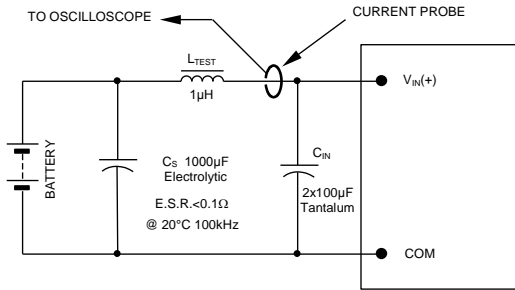 TO OSCILLOSCOPE
CURRENT PROBE
LTEST
1µH
VIN(+)
BATTERY
CS 1000µF
Electrolytic
E.S.R.<0.1Ω
@ 20°C 100kHz
CIN
2x100µF
Tantalum
COM